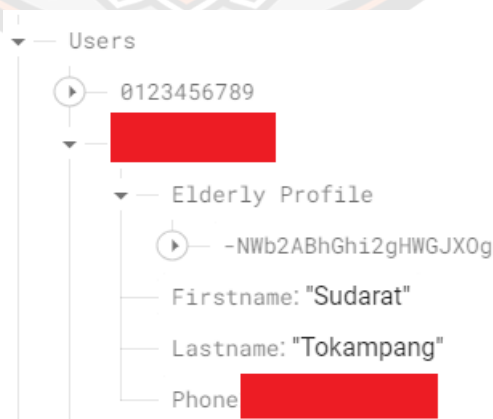 Users
0123456789
Elderly Profile
-NWb2ABhGhi2gHWGJXOg
Firstname: "Sudarat"
Lastname: "Tokampang"
Phone